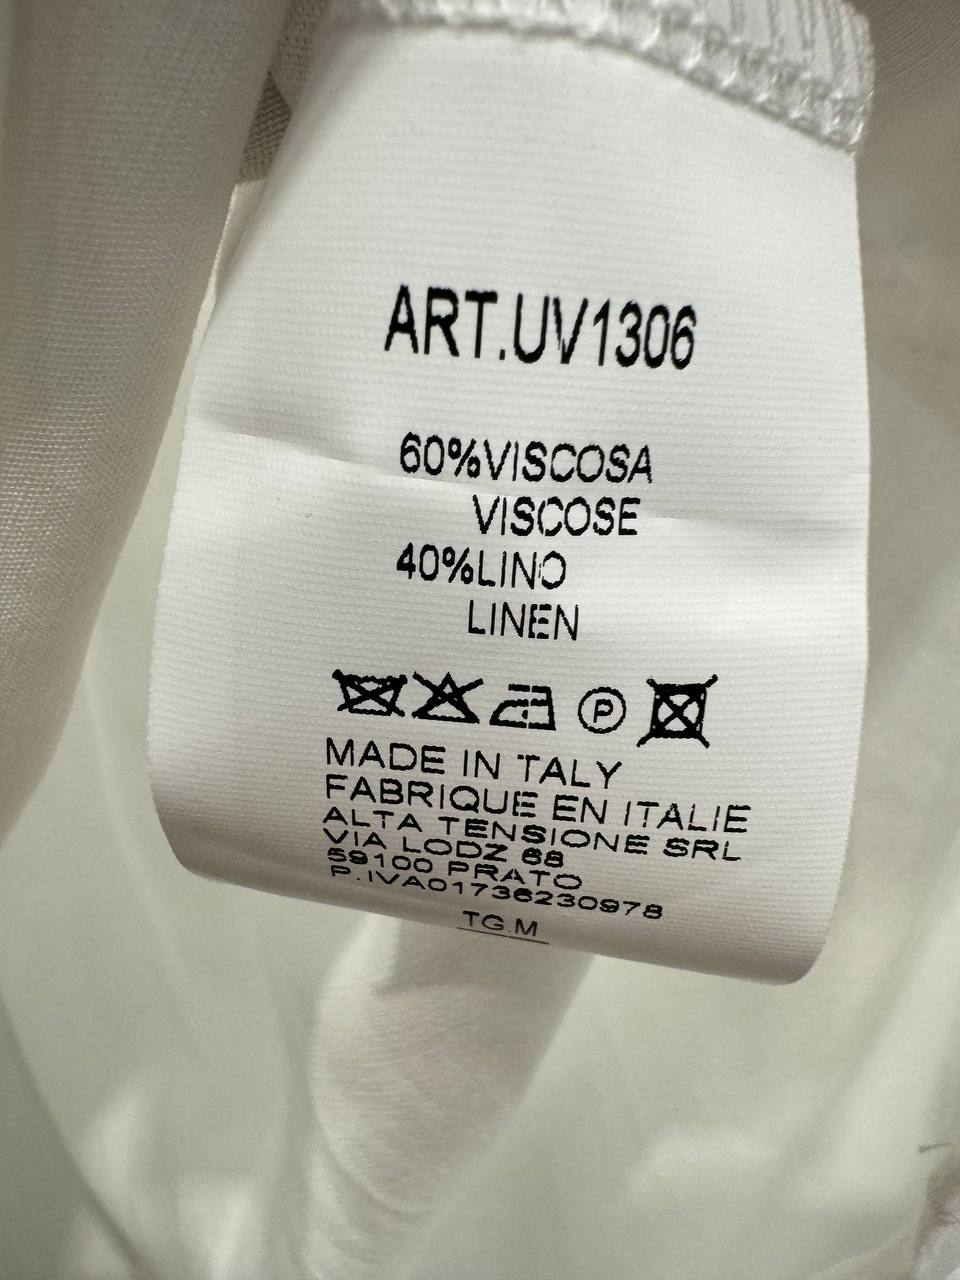 ART.UV1306
60%VISCOSA
VISCOSE
40%LINO
LINEN
P
MADE IN TALY
FABRIQUE EN ITALIE
ALTA TENSIONE SRL
VIA LODZ 68
59100 PRATO
P.IVA01736230978
TG.M